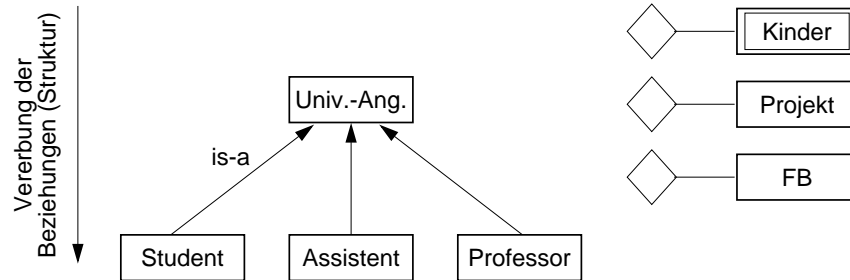 Vererbung der
Beziehungen (Struktur)
Univ.-Ang.
is-a
Student
Assistent
Professor
Kinder
Projekt
FB